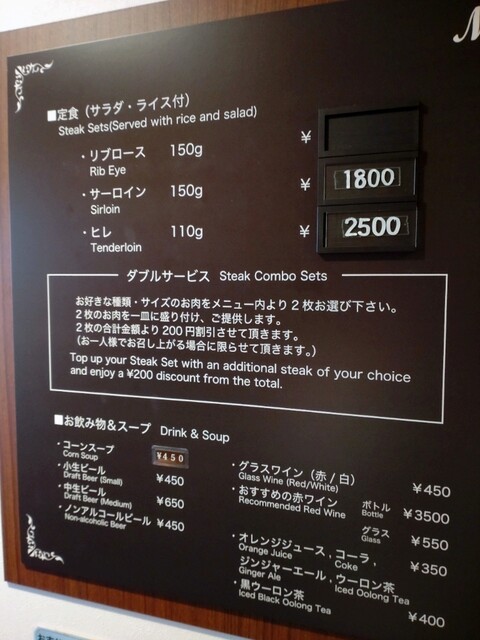 ■定食（サラダ・ライス付）
Steak Sets(Served with rice and salad)
・リブロース 150g ¥
Rib Eye
・サーロイン 150g ¥ 1800
Sirloin
・ヒレ 110g ¥ 2500
Tenderloin
ダブルサービス Steak Combo Sets
お好きな種類・サイズのお肉をメニュー内より2枚お選び下さい。
2枚のお肉を一皿に盛り付け、ご提供します。
2枚の合計金額より200円割引させて頂きます。
（お一人様でお召し上がる場合に限らせて頂きます。）
Top up your Steak Set with an additional steak of your choice
and enjoy a ¥200 discount from the total.
■お飲み物&スープ Drink & Soup
・コーンスープ ¥450
Corn Soup
・小生ビール ¥450
Draft Beer (Small)
・中生ビール ¥650
Draft Beer (Medium)
・ノンアルコールビール ¥450
Non-alcoholic Beer
・グラスワイン（赤/白） ¥450
Glass Wine (Red/White)
・おすすめの赤ワイン ボトル ¥3500
Recommended Red Wine Bottle
グラス ¥550
Glass
・オレンジジュース , コーラ , ¥350
Orange Juice Coke
ジンジャーエール , ウーロン茶
Ginger Ale Iced Oolong Tea
・黒ウーロン茶 ¥400
Iced Black Oolong Tea